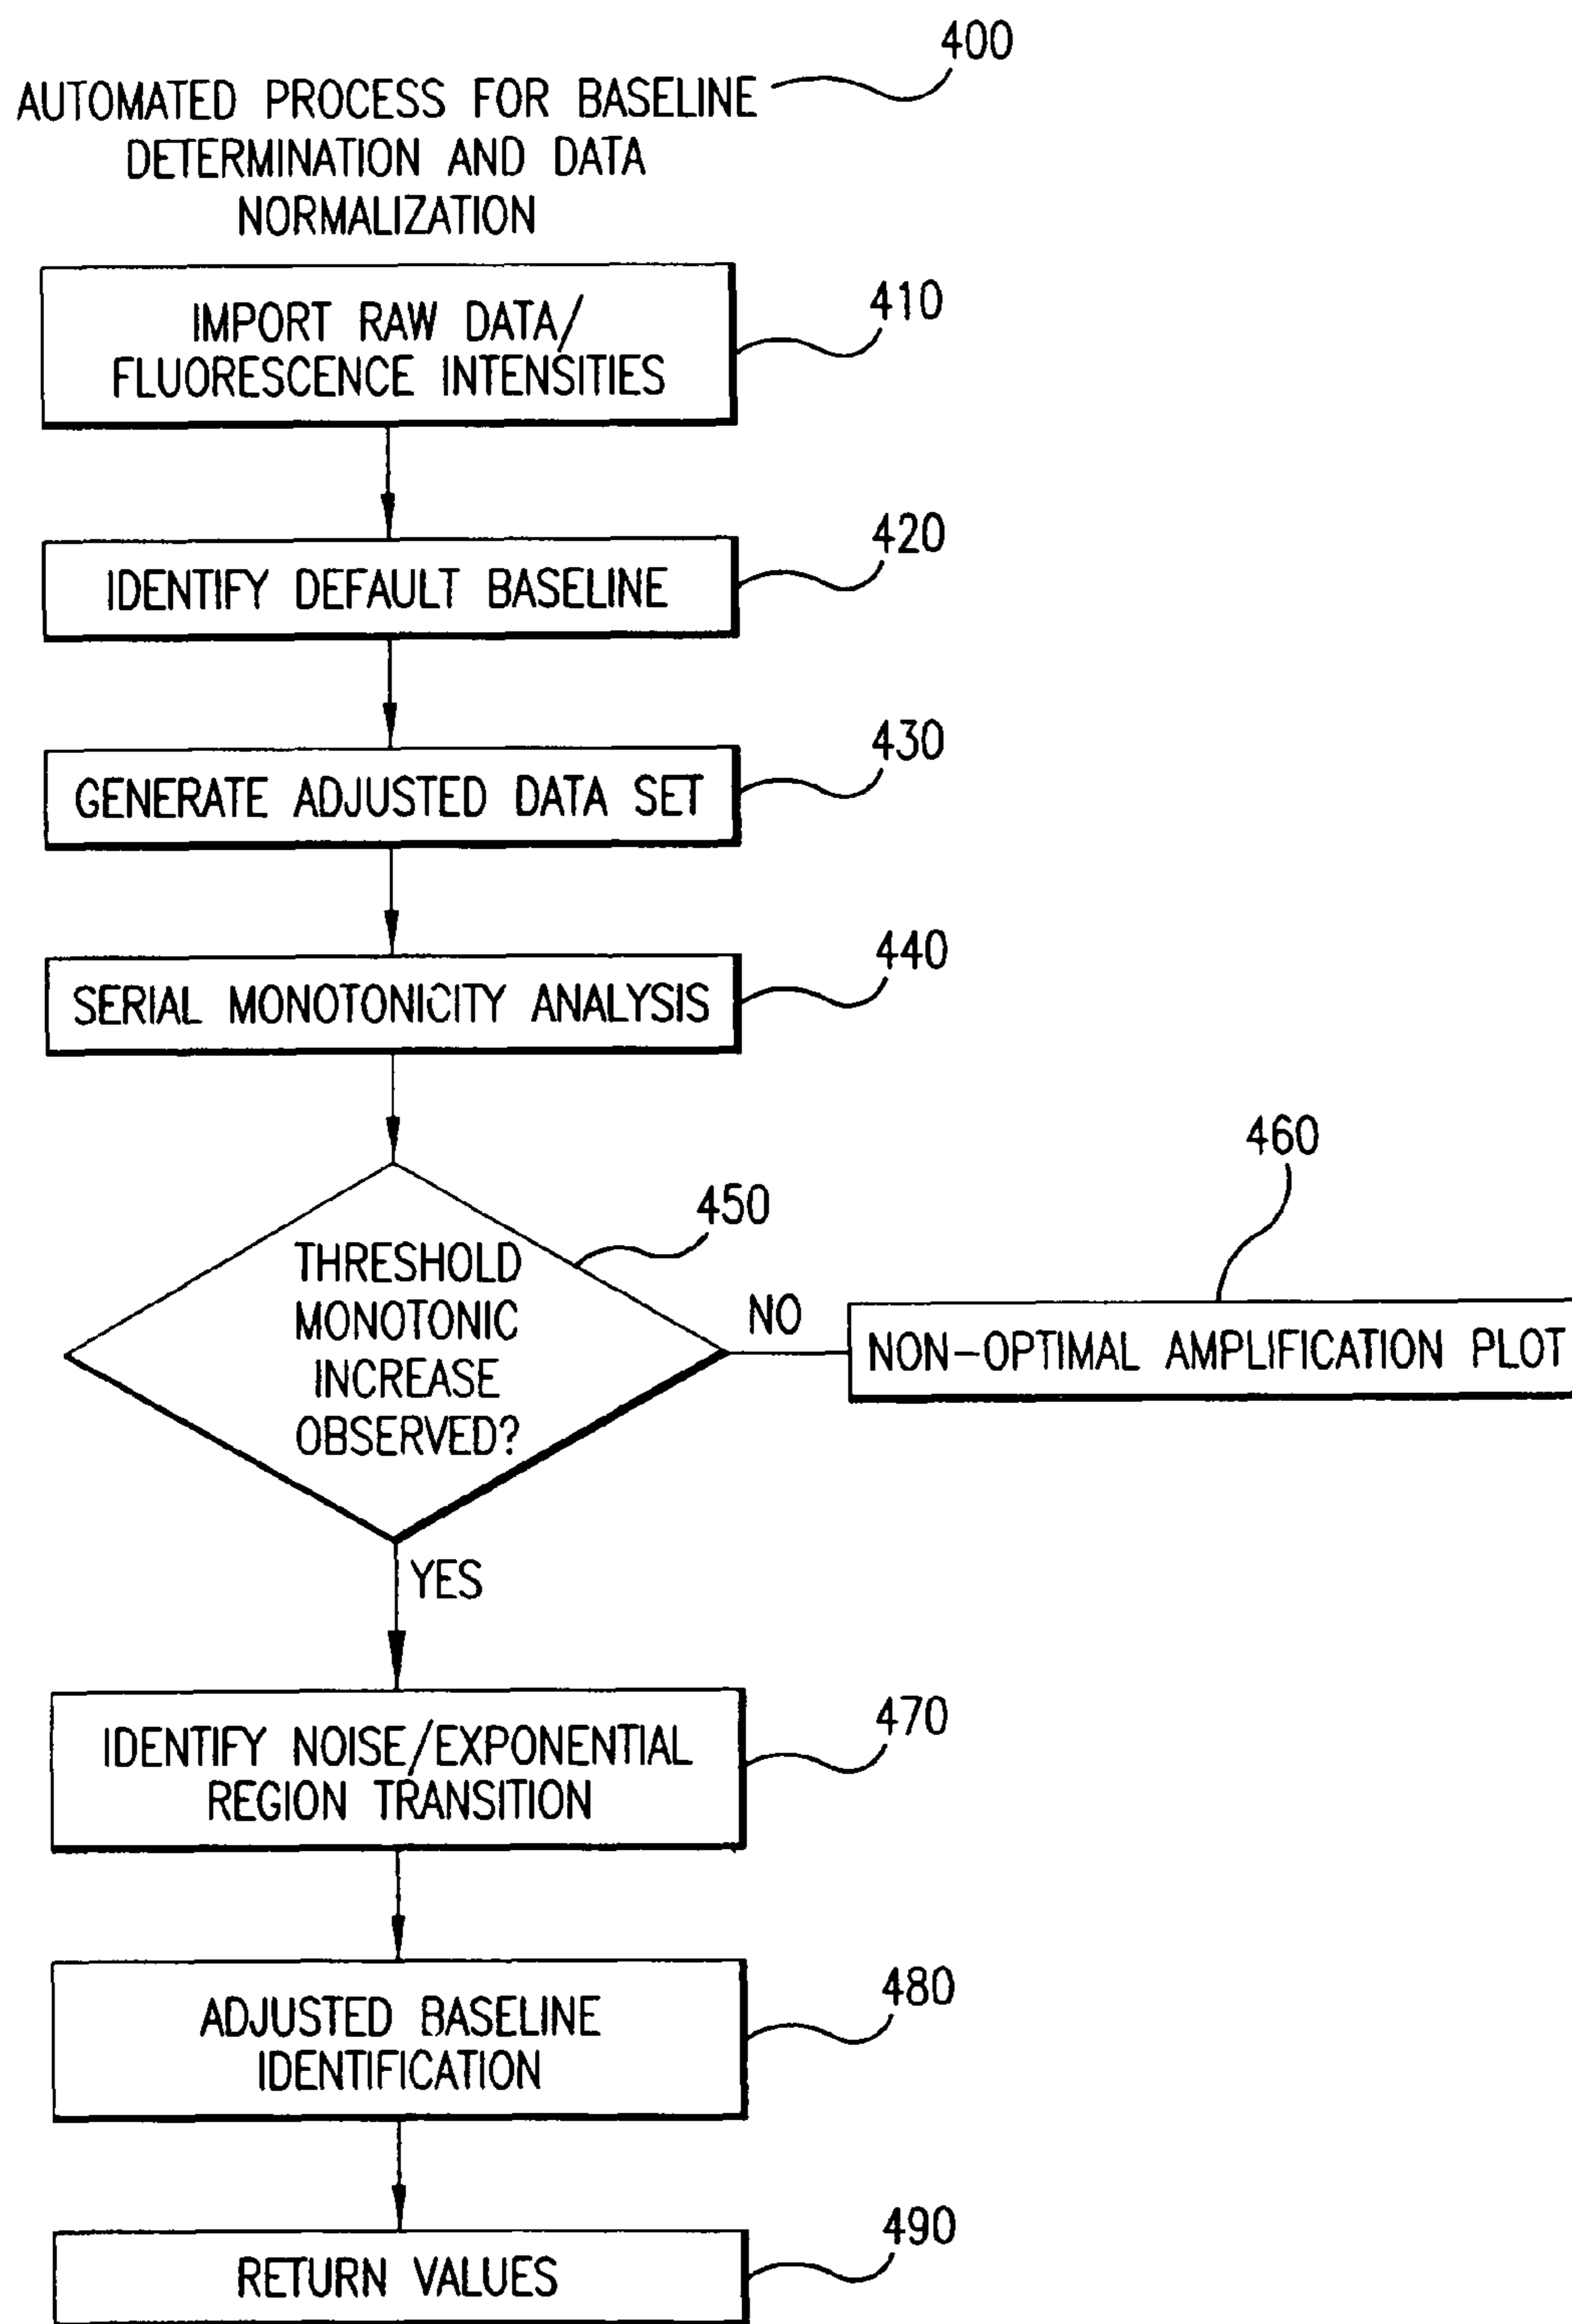 400
AUTOMATED PROCESS FOR BASELINE
DETERMINATION AND DATA
NORMALIZATION
IMPORT RAW DATA/
FLUORESCENCE INTENSITIES
410
IDENTIFY DEFAULT BASELINE
420
GENERATE ADJUSTED DATA SET
430
SERIAL MONOTONICITY ANALYSIS
440
THRESHOLD
MONOTONIC
INCREASE
OBSERVED?
450
NO
460
NON-OPTIMAL AMPLIFICATION PLOT
YES
IDENTIFY NOISE/EXPONENTIAL
REGION TRANSITION
470
ADJUSTED BASELINE
IDENTIFICATION
480
RETURN VALUES
490